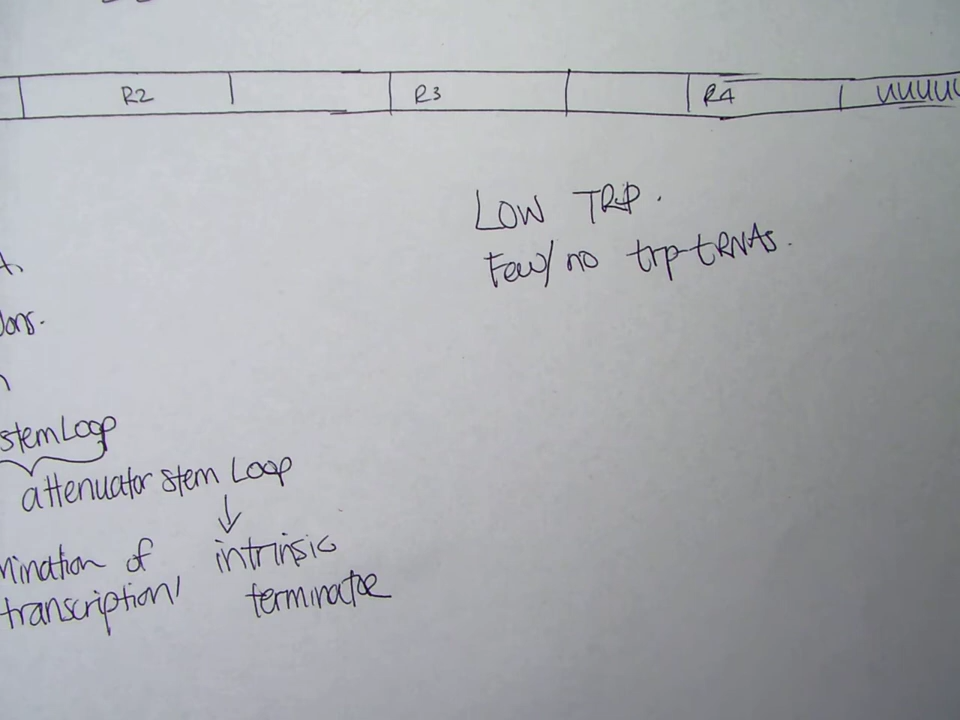 R2 R3 R4 UUUUU
LOW TRP.
Few/ no trp-tRNAs.
stem Loop
attenuator stem Loop
mination of intrinsic
transcription/ terminator